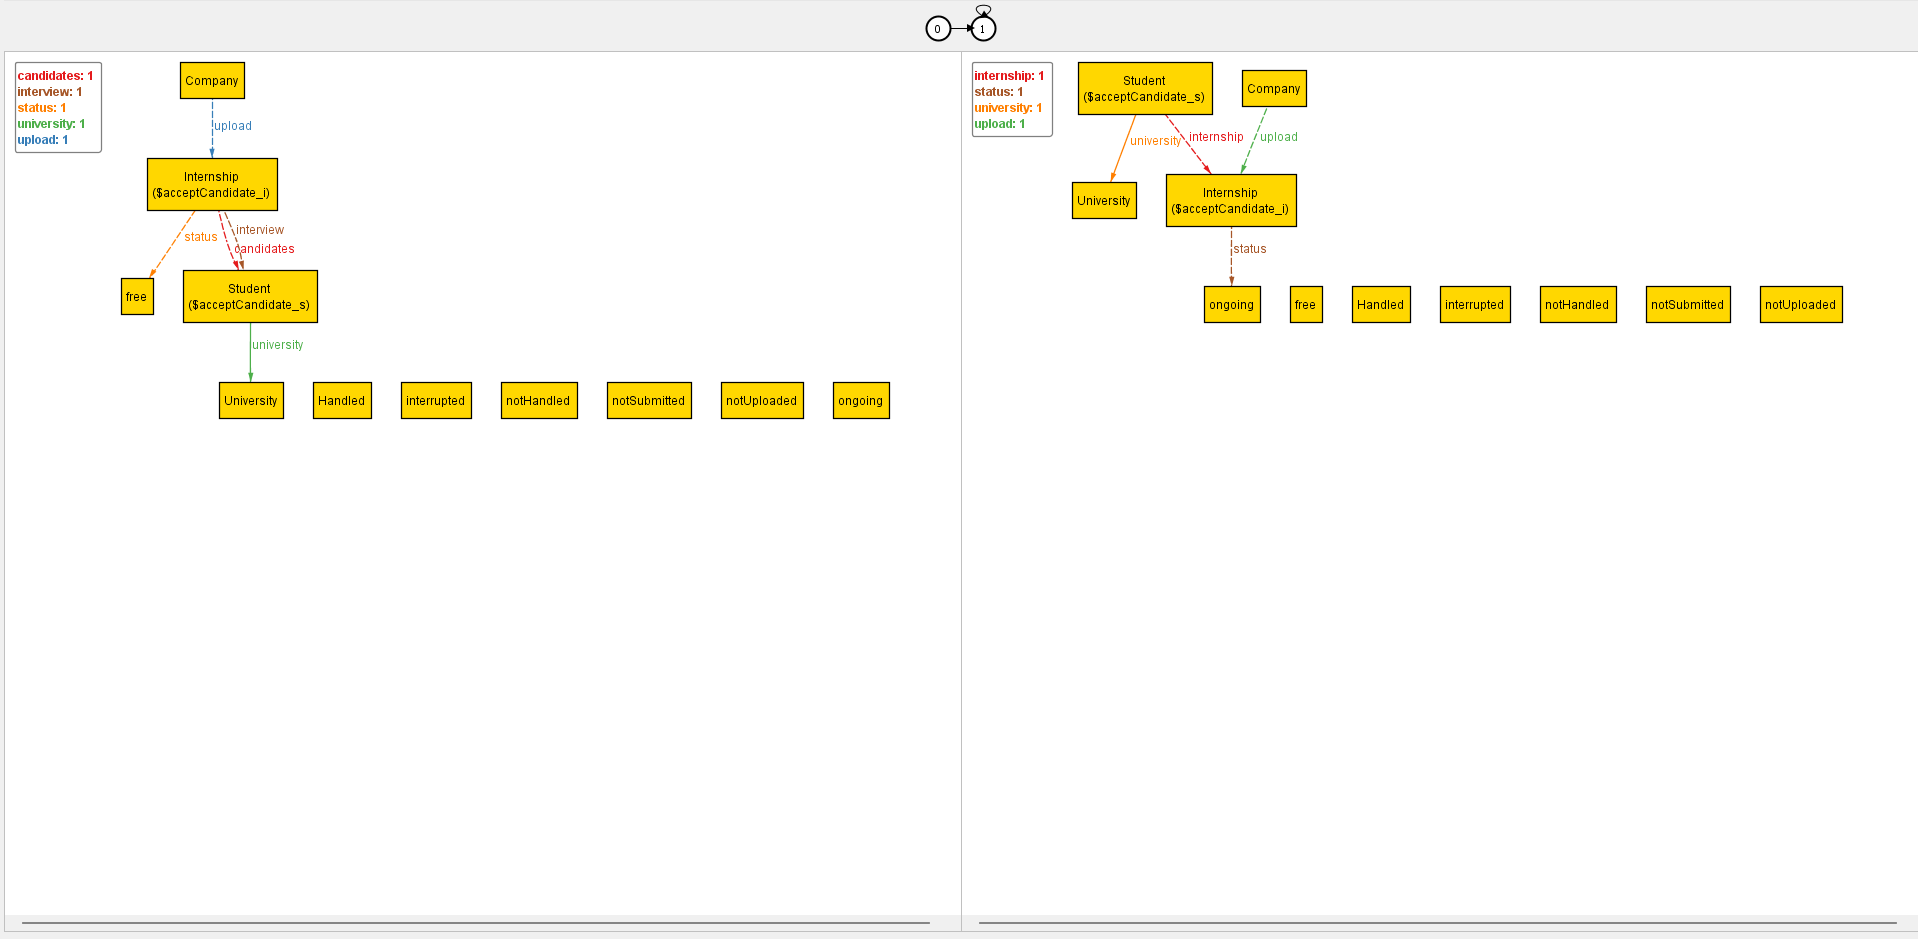 0
1
candidates: 1
interview: 1
status: 1
university: 1
upload: 1
Company
upload
Internship
($acceptCandidate_i)
status
interview
candidates
free
Student
($acceptCandidate_s)
university
University
Handled
interrupted
notHandled
notSubmitted
notUploaded
ongoing
internship: 1
status: 1
university: 1
upload: 1
Student
($acceptCandidate_s)
Company
university
internship
upload
University
Internship
($acceptCandidate_i)
status
ongoing
free
Handled
interrupted
notHandled
notSubmitted
notUploaded